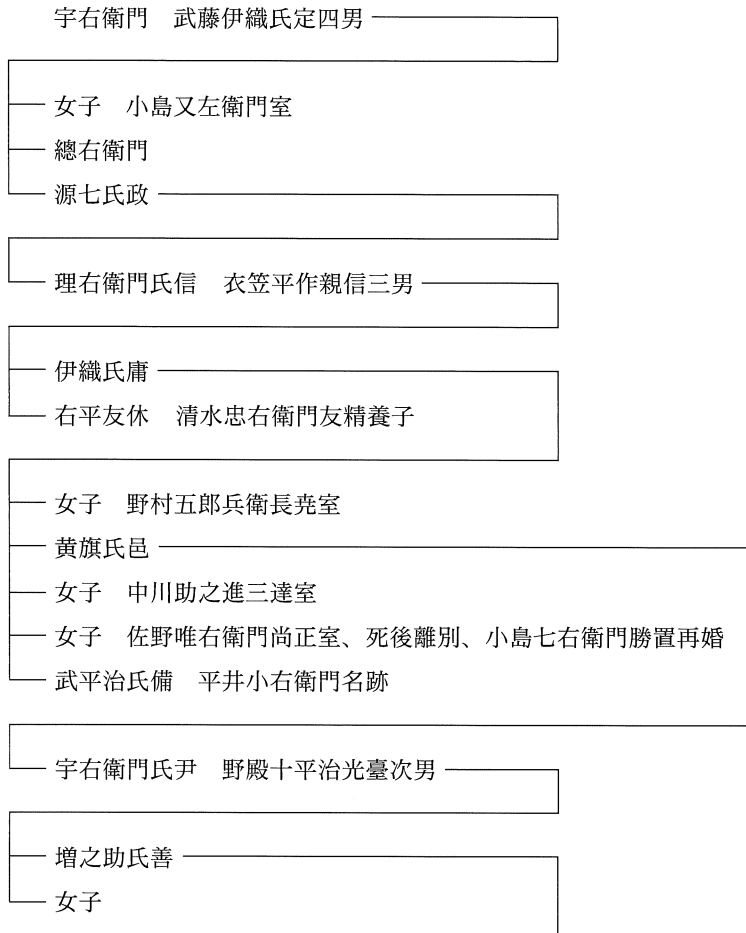 宇右衛門　武藤伊織氏定四男
女子　小島又左衛門室
總右衛門
源七氏政
理右衛門氏信　衣笠平作親信三男
伊織氏庸
右平友休　清水忠右衛門友精養子
女子　野村五郎兵衛長尭室
黄旗氏邑
女子　中川助之進三達室
女子　佐野唯右衛門尚正室、死後離別、小島七右衛門勝置再婚
武平治氏備　平井小右衛門名跡
宇右衛門氏尹　野殿十平治光臺次男
増之助氏善
女子